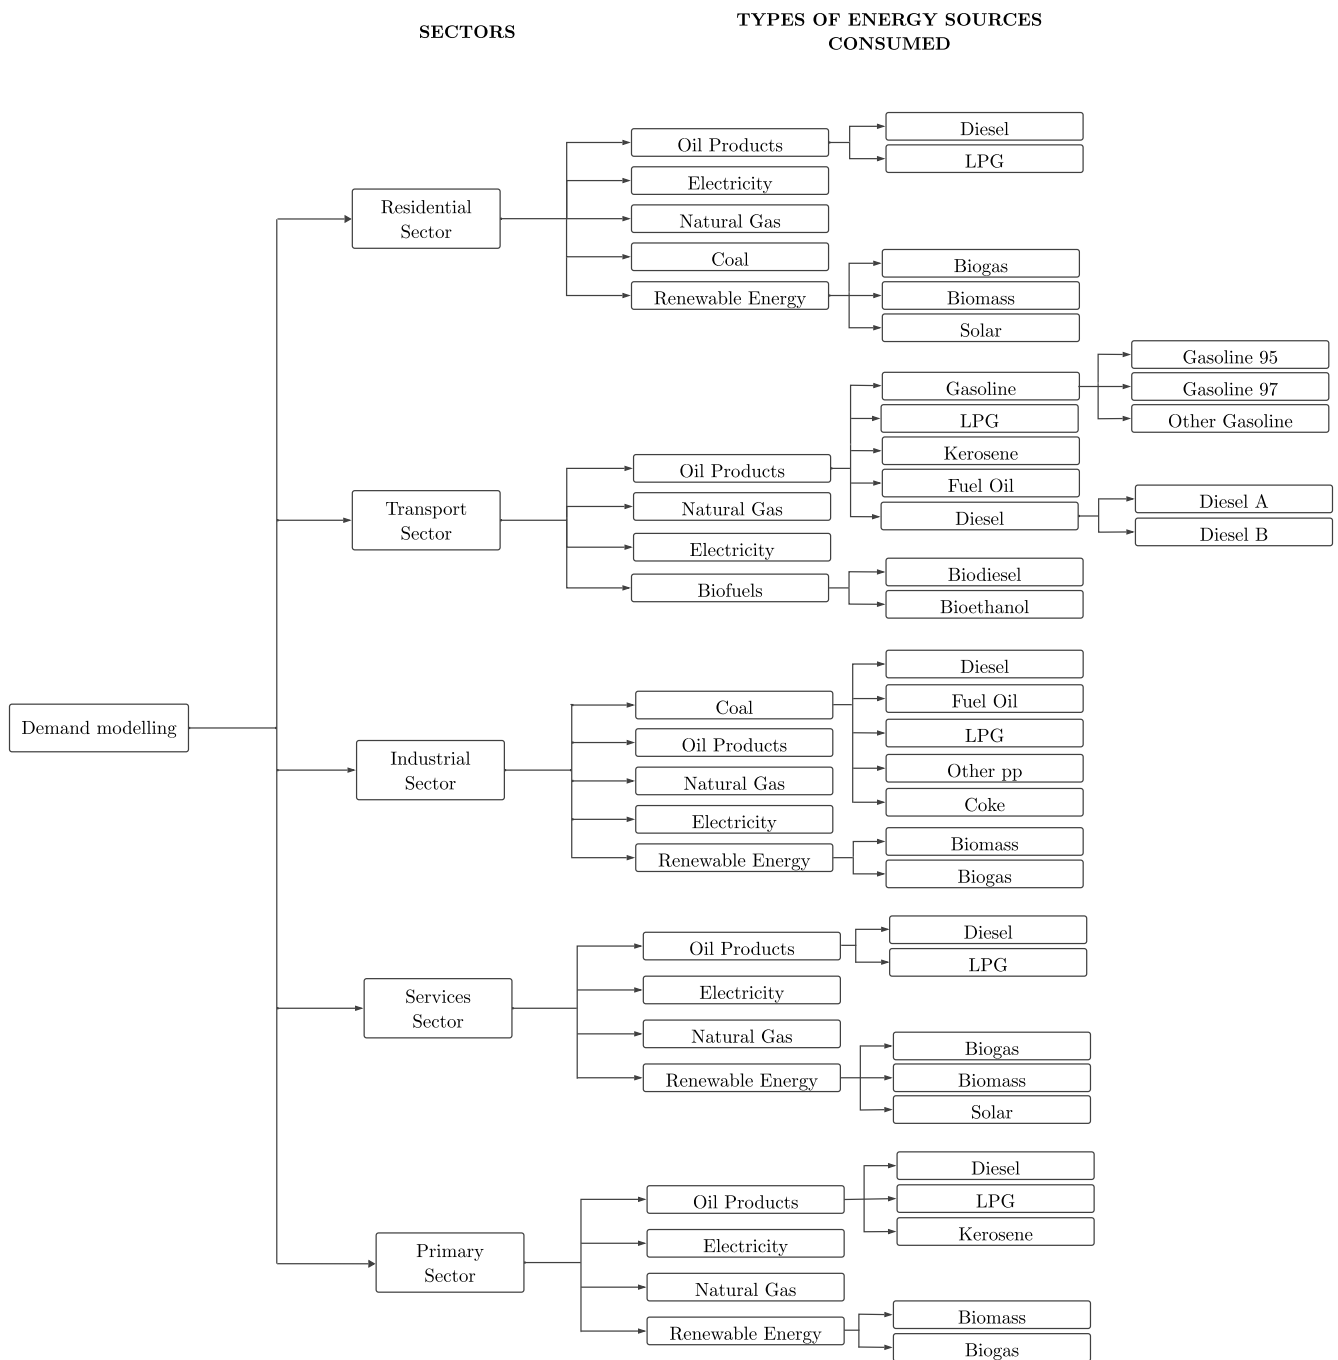 SECTORS
TYPES OF ENERGY SOURCES
CONSUMED
Demand modelling
Residential
Sector
Oil Products
Diesel
LPG
Electricity
Natural Gas
Coal
Renewable Energy
Biogas
Biomass
Solar
Transport
Sector
Oil Products
Gasoline
Gasoline 95
Gasoline 97
Other Gasoline
LPG
Kerosene
Fuel Oil
Diesel
Diesel A
Diesel B
Natural Gas
Electricity
Biofuels
Biodiesel
Bioethanol
Industrial
Sector
Coal
Diesel
Fuel Oil
LPG
Other pp
Coke
Oil Products
Natural Gas
Electricity
Renewable Energy
Biomass
Biogas
Services
Sector
Oil Products
Diesel
LPG
Electricity
Natural Gas
Renewable Energy
Biogas
Biomass
Solar
Primary
Sector
Oil Products
Diesel
LPG
Kerosene
Electricity
Natural Gas
Renewable Energy
Biomass
Biogas